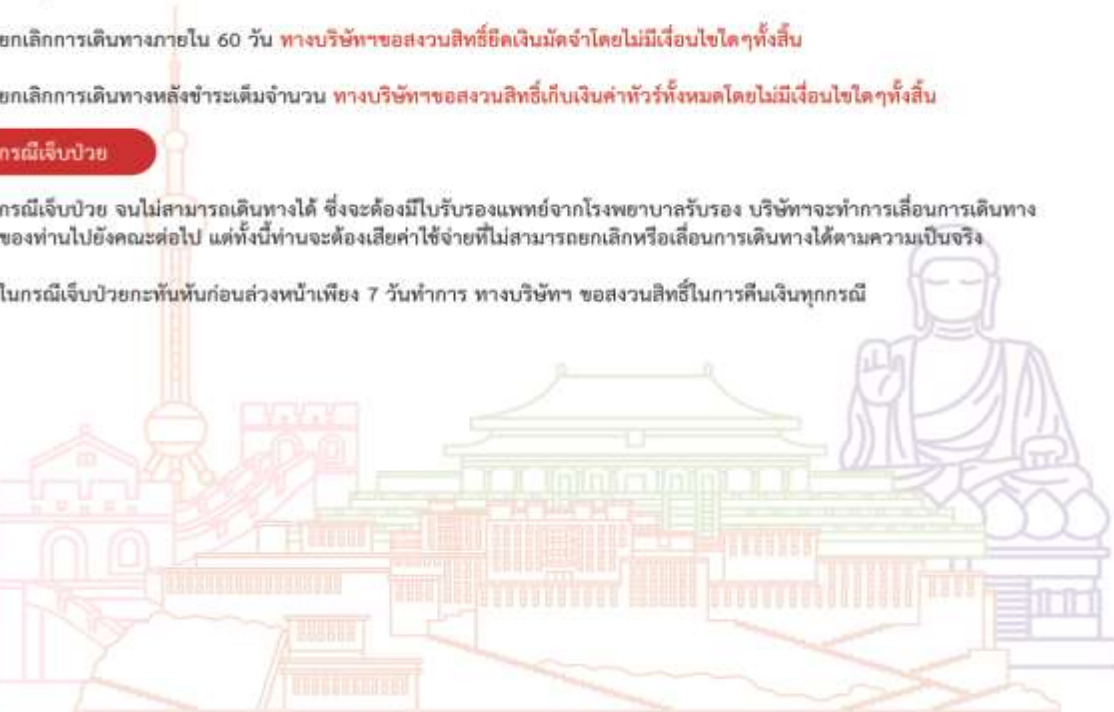 ยกเลิกการเดินทางภายใน 60 วัน ทางบริษัทฯขอสงวนสิทธิ์ยึดเงินมัดจำโดยไม่มีเงื่อนไขใดๆทั้งสิ้น
ยกเลิกการเดินทางหลังชำระเต็มจำนวน ทางบริษัทฯขอสงวนสิทธิ์เก็บเงินค่าทัวร์ทั้งหมดโดยไม่มีเงื่อนไขใดๆทั้งสิ้น
กรณีเจ็บป่วย
กรณีเจ็บป่วย จนไม่สามารถเดินทางได้ ซึ่งจะต้องมีใบรับรองแพทย์จากโรงพยาบาลรับรอง บริษัทฯจะทำการเลื่อนการเดินทาง
ของท่านไปยังคณะต่อไป แต่ทั้งนี้ท่านจะต้องเสียค่าใช้จ่ายที่ไม่สามารถยกเลิกหรือเลื่อนการเดินทางได้ตามความเป็นจริง
ในกรณีเจ็บป่วยกะทันหันก่อนล่วงหน้าเพียง 7 วันทำการ ทางบริษัทฯ ขอสงวนสิทธิ์ในการคืนเงินทุกกรณี